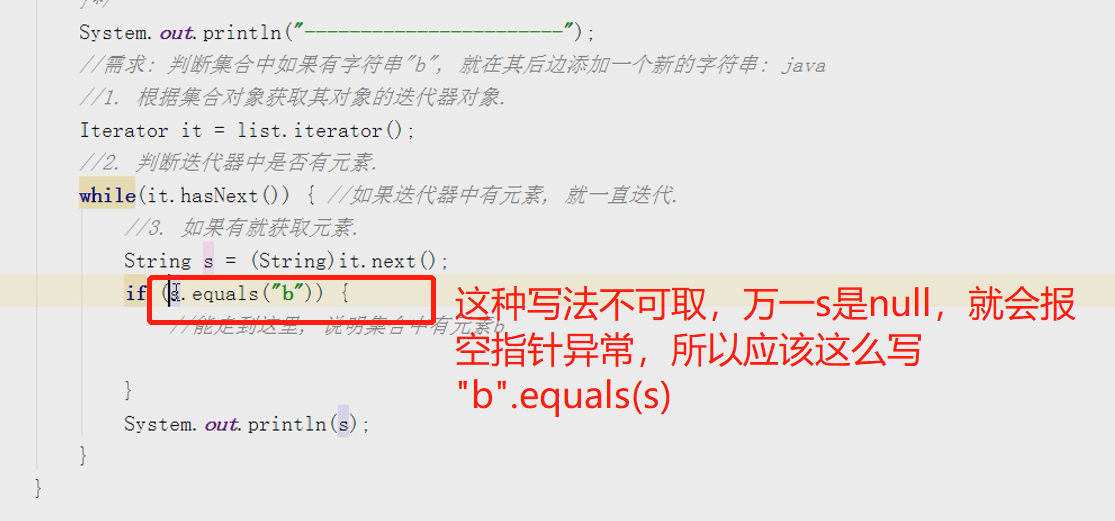 }*/
System.out.println("-----------------------");
//需求: 判断集合中如果有字符串"b", 就在其后边添加一个新的字符串: java
//1. 根据集合对象获取其对象的迭代器对象.
Iterator it = list.iterator();
//2. 判断迭代器中是否有元素.
while(it.hasNext()) { //如果迭代器中有元素, 就一直迭代.
//3. 如果有就获取元素.
String s = (String)it.next();
if (s.equals("b")) {
//能走到这里, 说明集合中有元素b
这种写法不可取，万一s是null，就会报
空指针异常，所以应该这么写
"b".equals(s)
}
System.out.println(s);
}
}